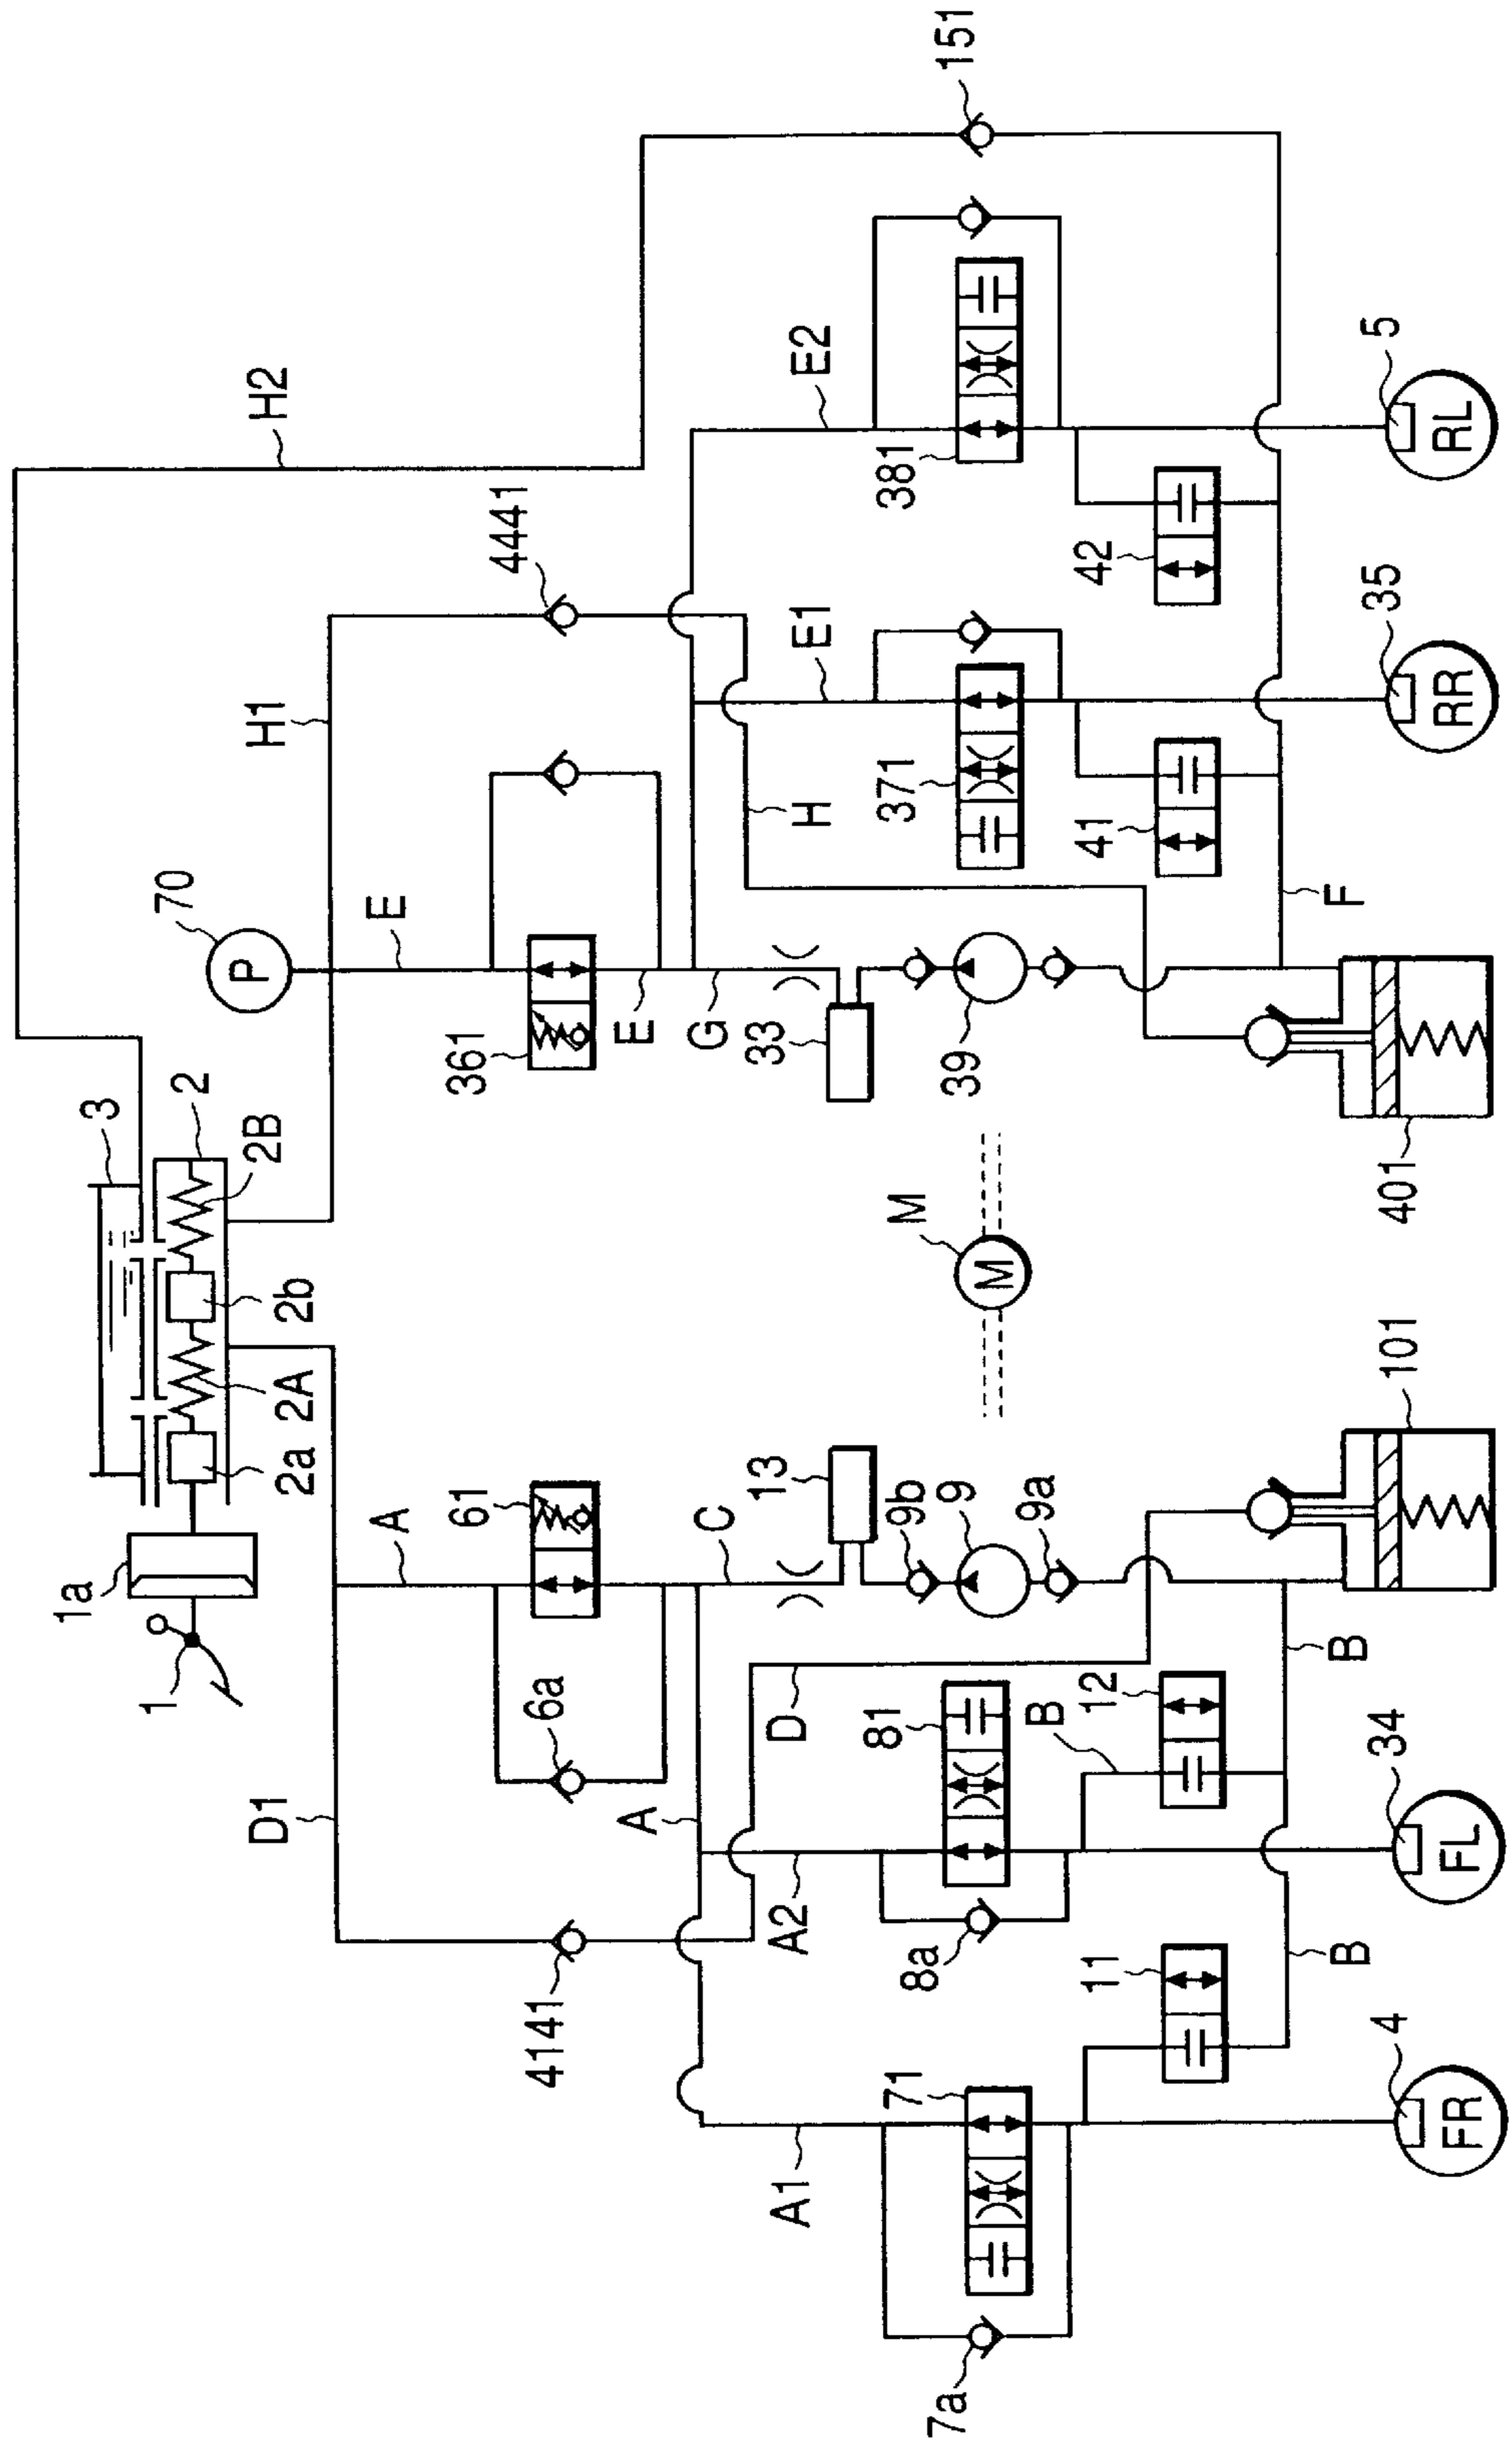 1
1a
2a
2A
2b
2B
2
3
70
P
H2
H1
D1
A
E
61
361
6a
4141
4441
151
A
C
E
G
13
33
D
H
A1
A2
E1
E2
71
81
371
381
7a
8a
9b
9
9a
M
M
39
B
11
12
41
42
B
B
F
101
401
4
FR
34
FL
35
RR
5
RL